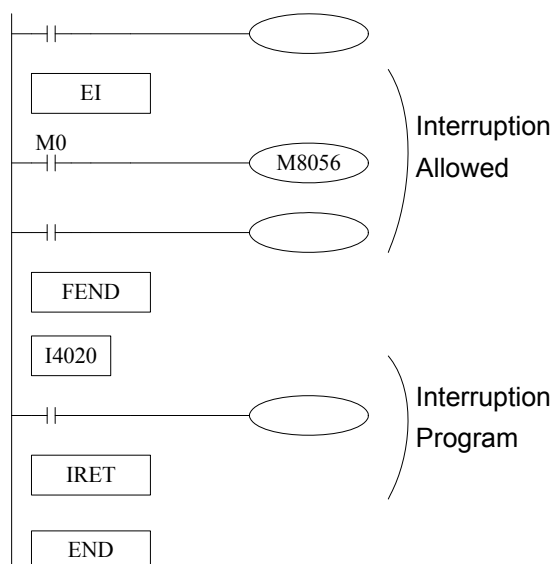 EI
M0
M8056
Interruption
Allowed
FEND
I4020
Interruption
Program
IRET
END